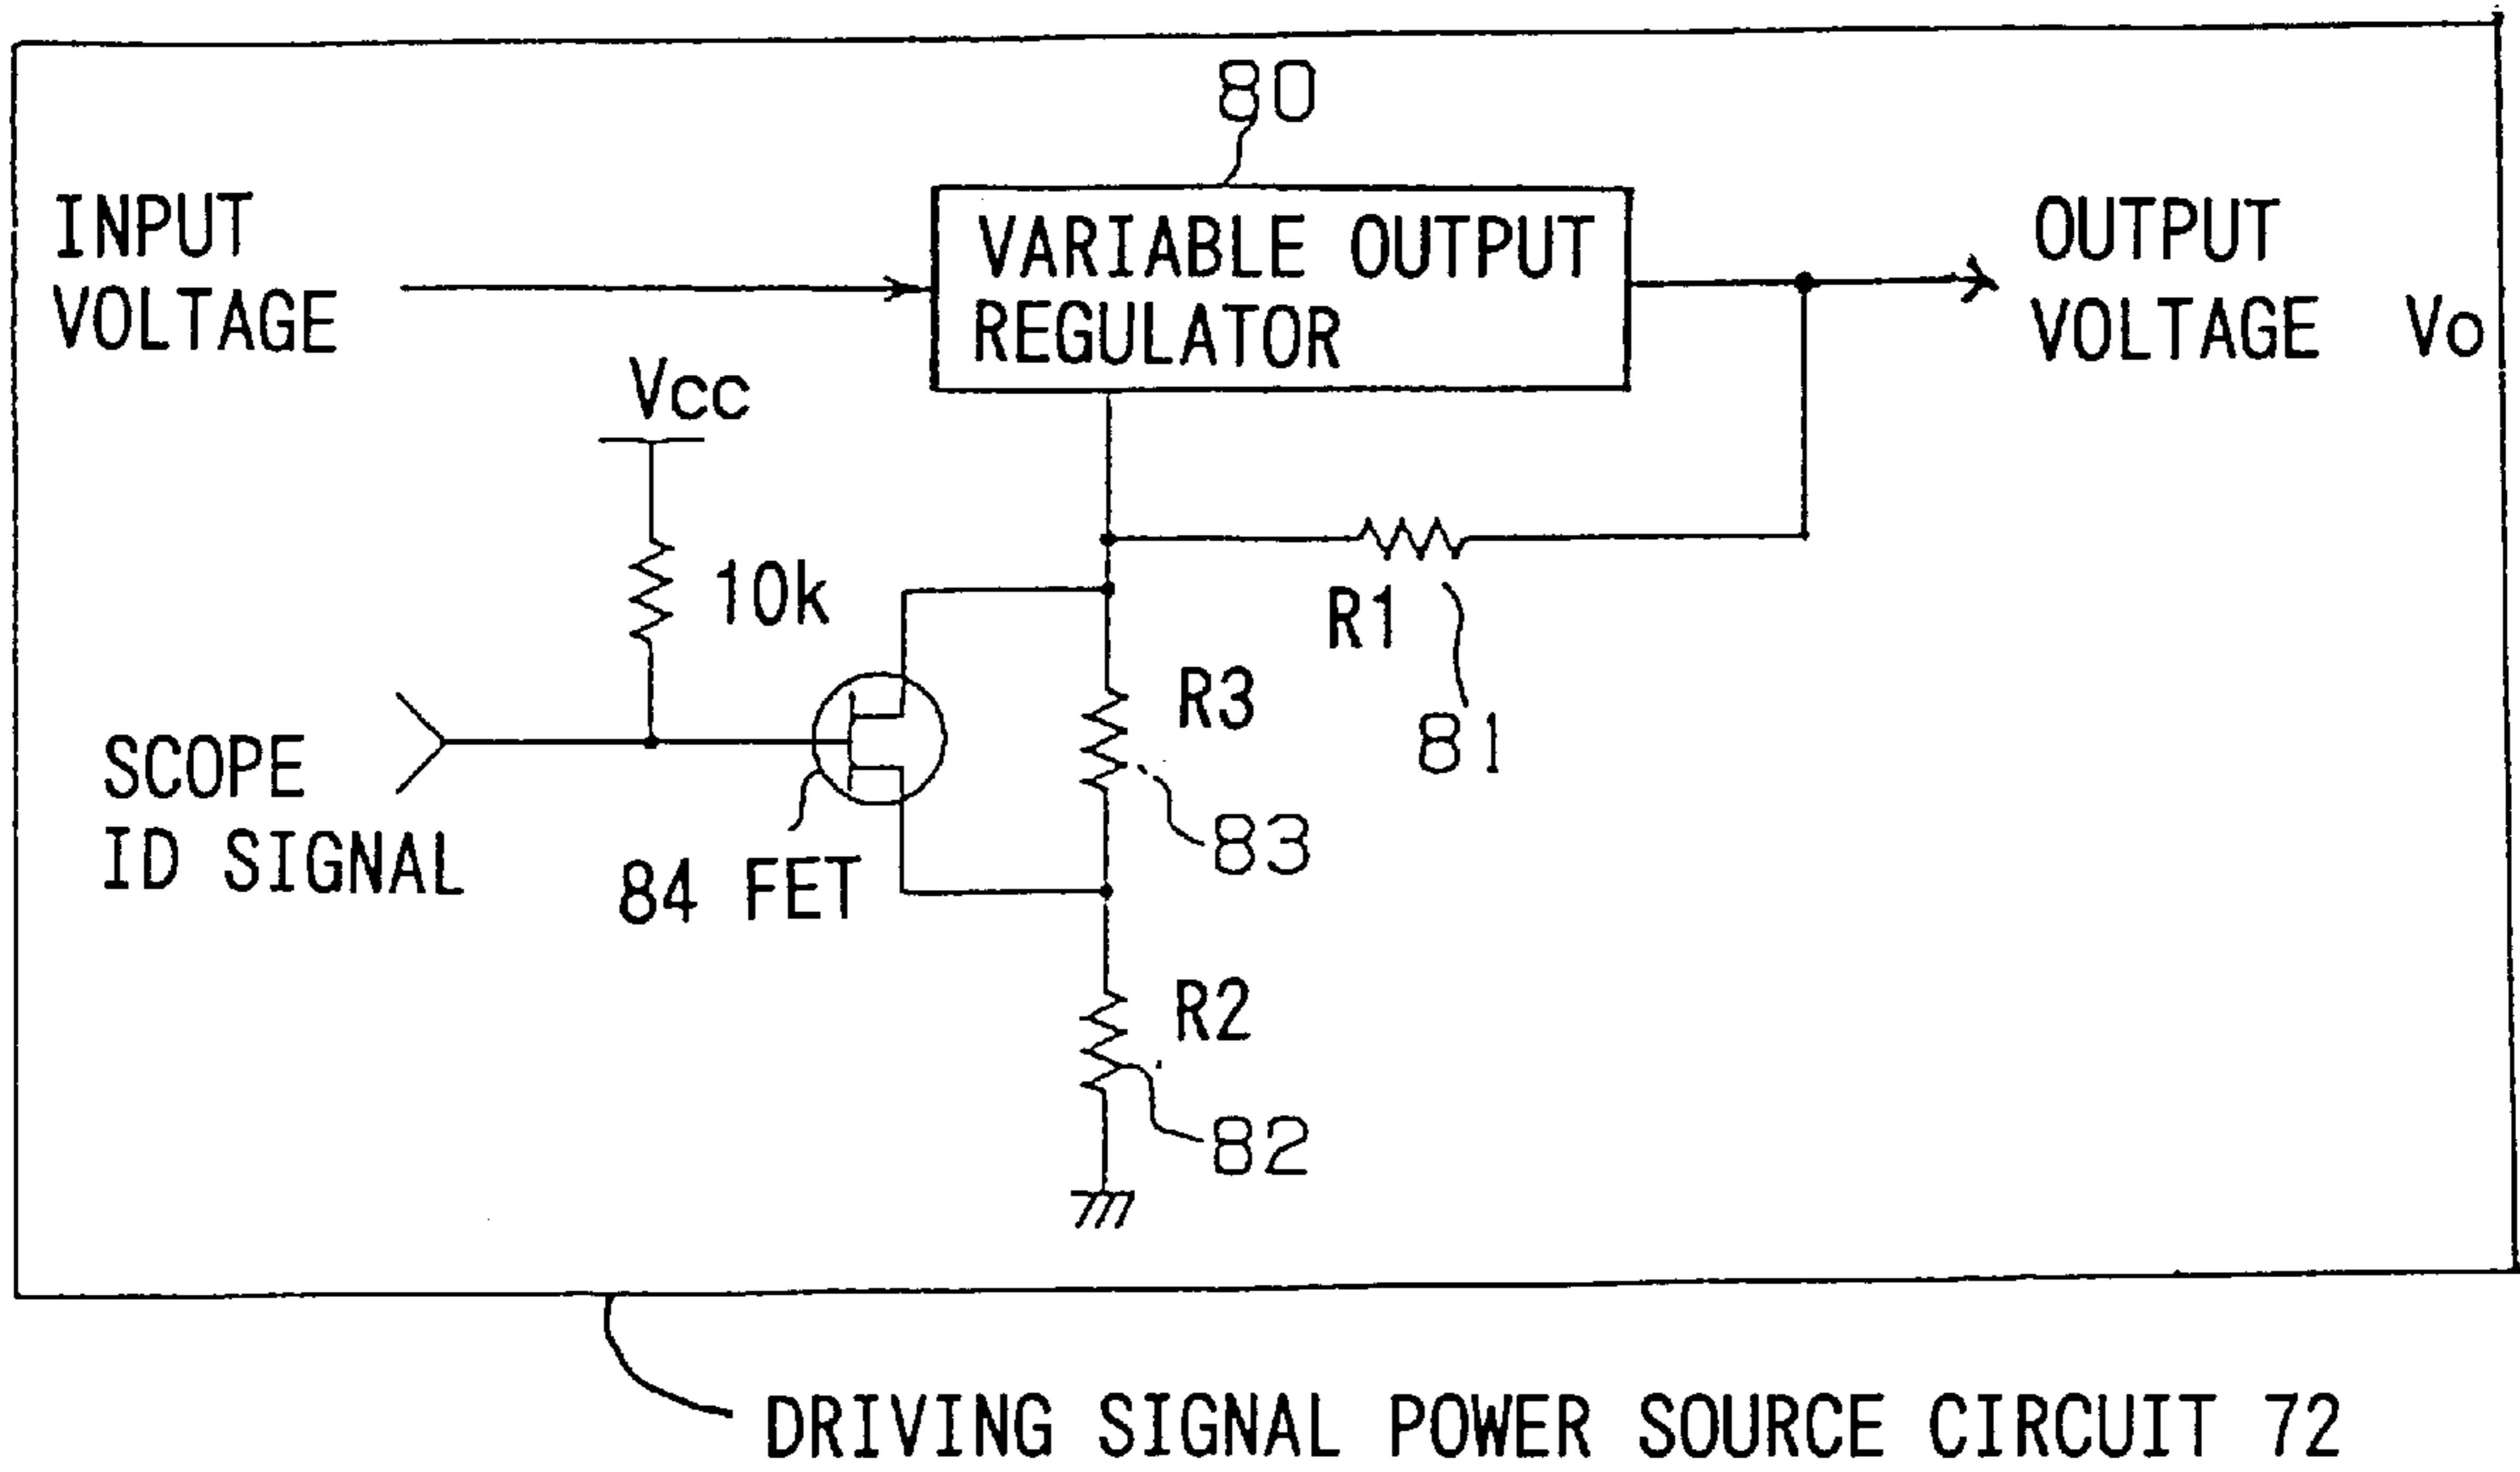 80
INPUT
VOLTAGE
VARIABLE OUTPUT
REGULATOR
OUTPUT
VOLTAGE Vo
Vcc
10k
R1
81
R3
83
SCOPE
ID SIGNAL
84 FET
R2
82
DRIVING SIGNAL POWER SOURCE CIRCUIT 72